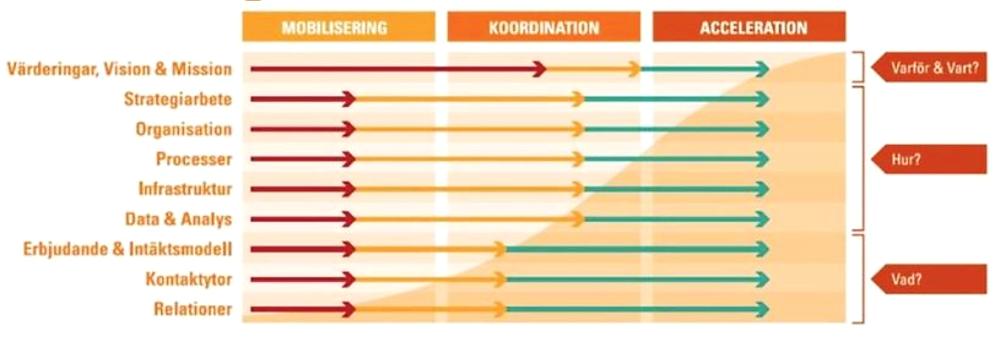 MOBILISERING
KOORDINATION
ACCELERATION
Värderingar, Vision & Mission
Varför & Vart?
Strategiarbete
Organisation
Processer
Hur?
Infrastruktur
Data & Analys
Erbjudande & Intäktsmodell
Kontaktytor
Vad?
Relationer